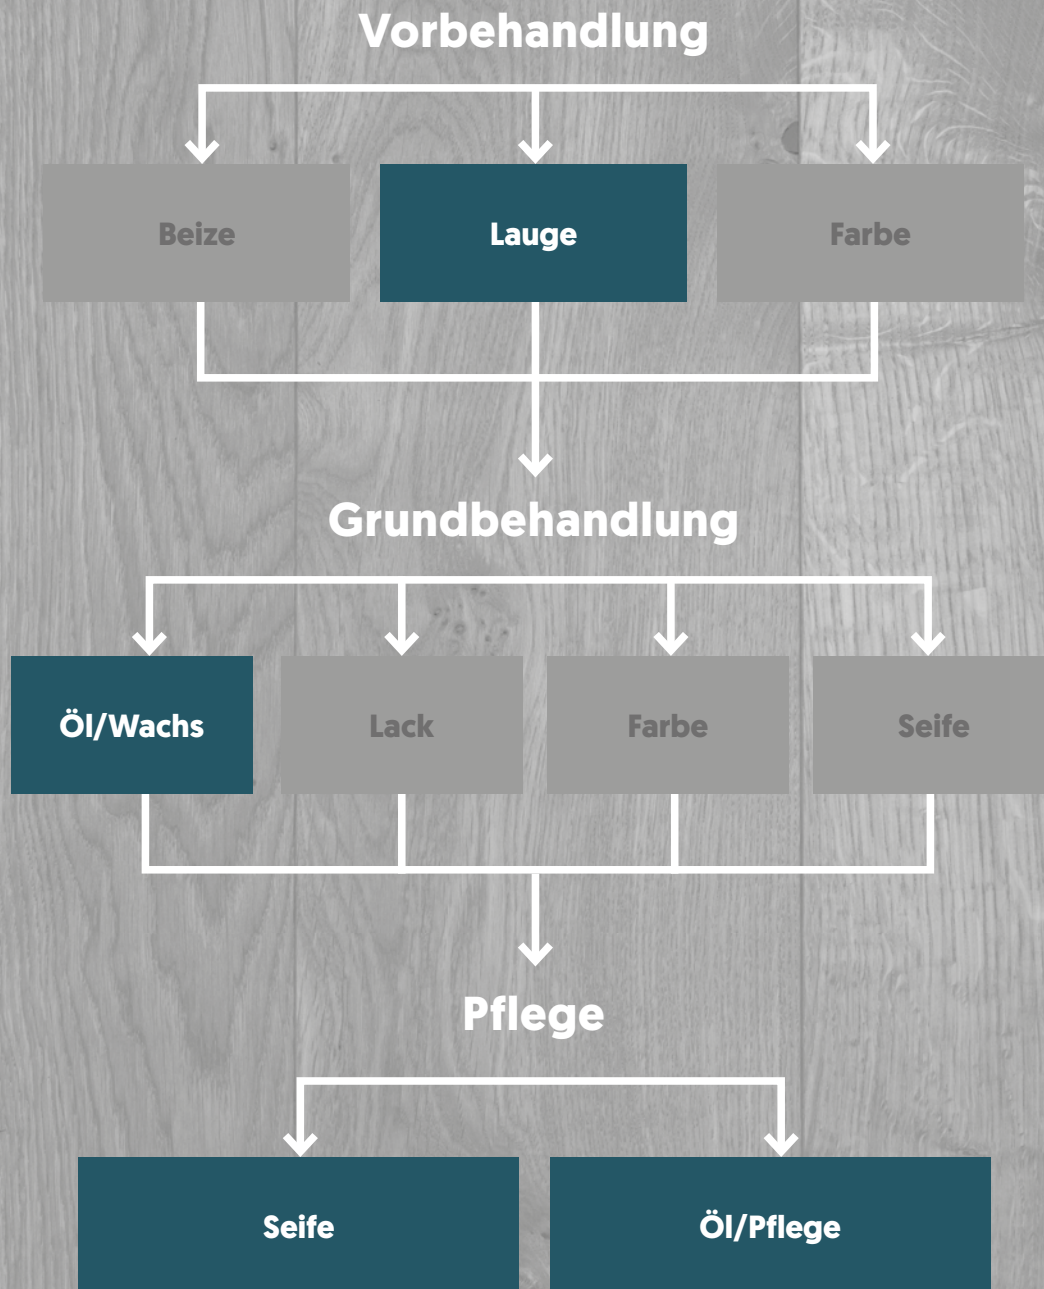 Vorbehandlung
Beize
Lauge
Farbe
Grundbehandlung
Öl/Wachs
Lack
Farbe
Seife
Pflege
Seife
Öl/Pflege